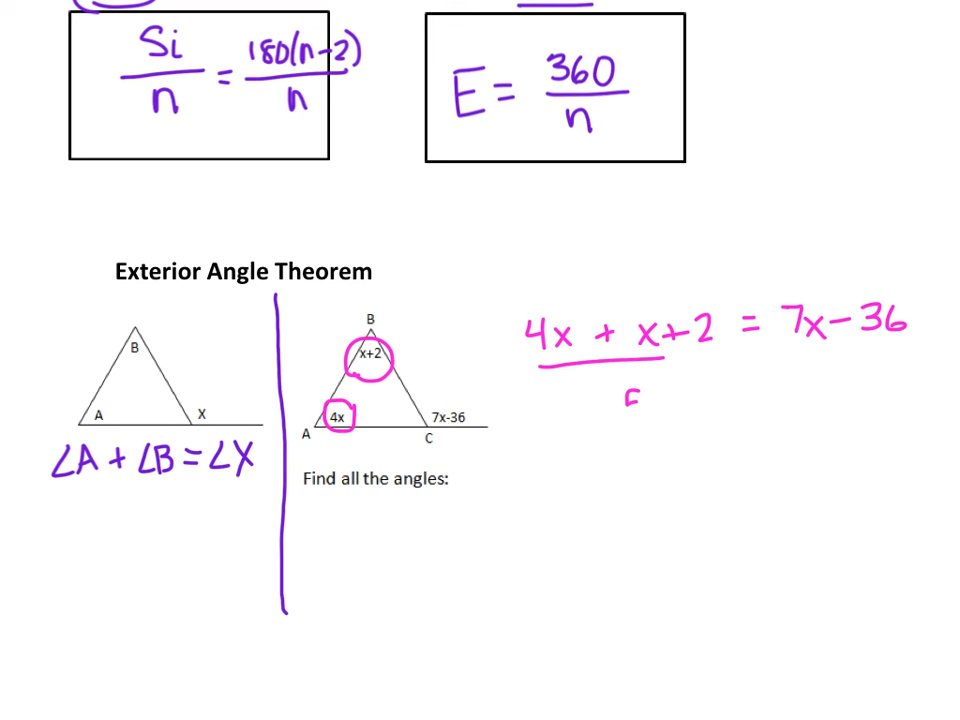 Si/n = 180(n-2)/n
E = 360/n
Exterior Angle Theorem
B
A
X
∠A + ∠B = ∠X
B
x+2
4x
7x-36
A
C
Find all the angles:
4x + x+2 = 7x-36